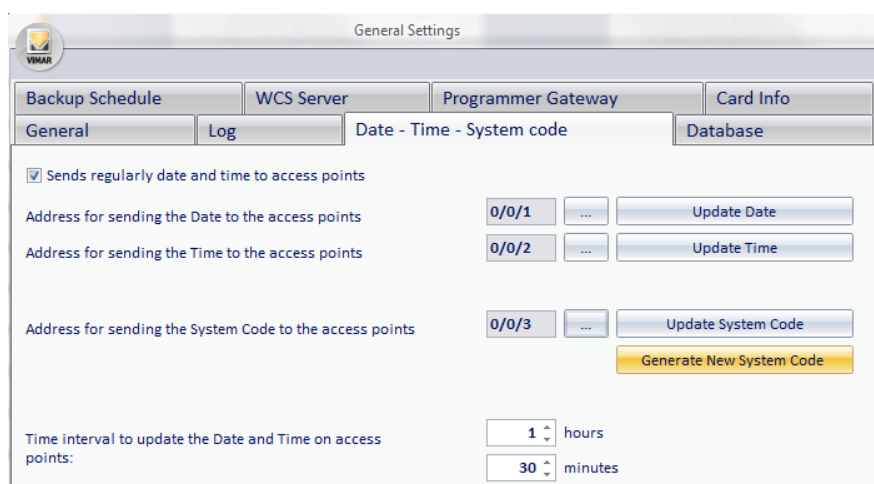 General Settings
VIMAR
Backup Schedule WCS Server Programmer Gateway Card Info
General Log Date - Time - System code Database
Sends regularly date and time to access points
Address for sending the Date to the access points 0/0/1 ... Update Date
Address for sending the Time to the access points 0/0/2 ... Update Time
Address for sending the System Code to the access points 0/0/3 ... Update System Code
Generate New System Code
Time interval to update the Date and Time on access
points:
1 hours
30 minutes